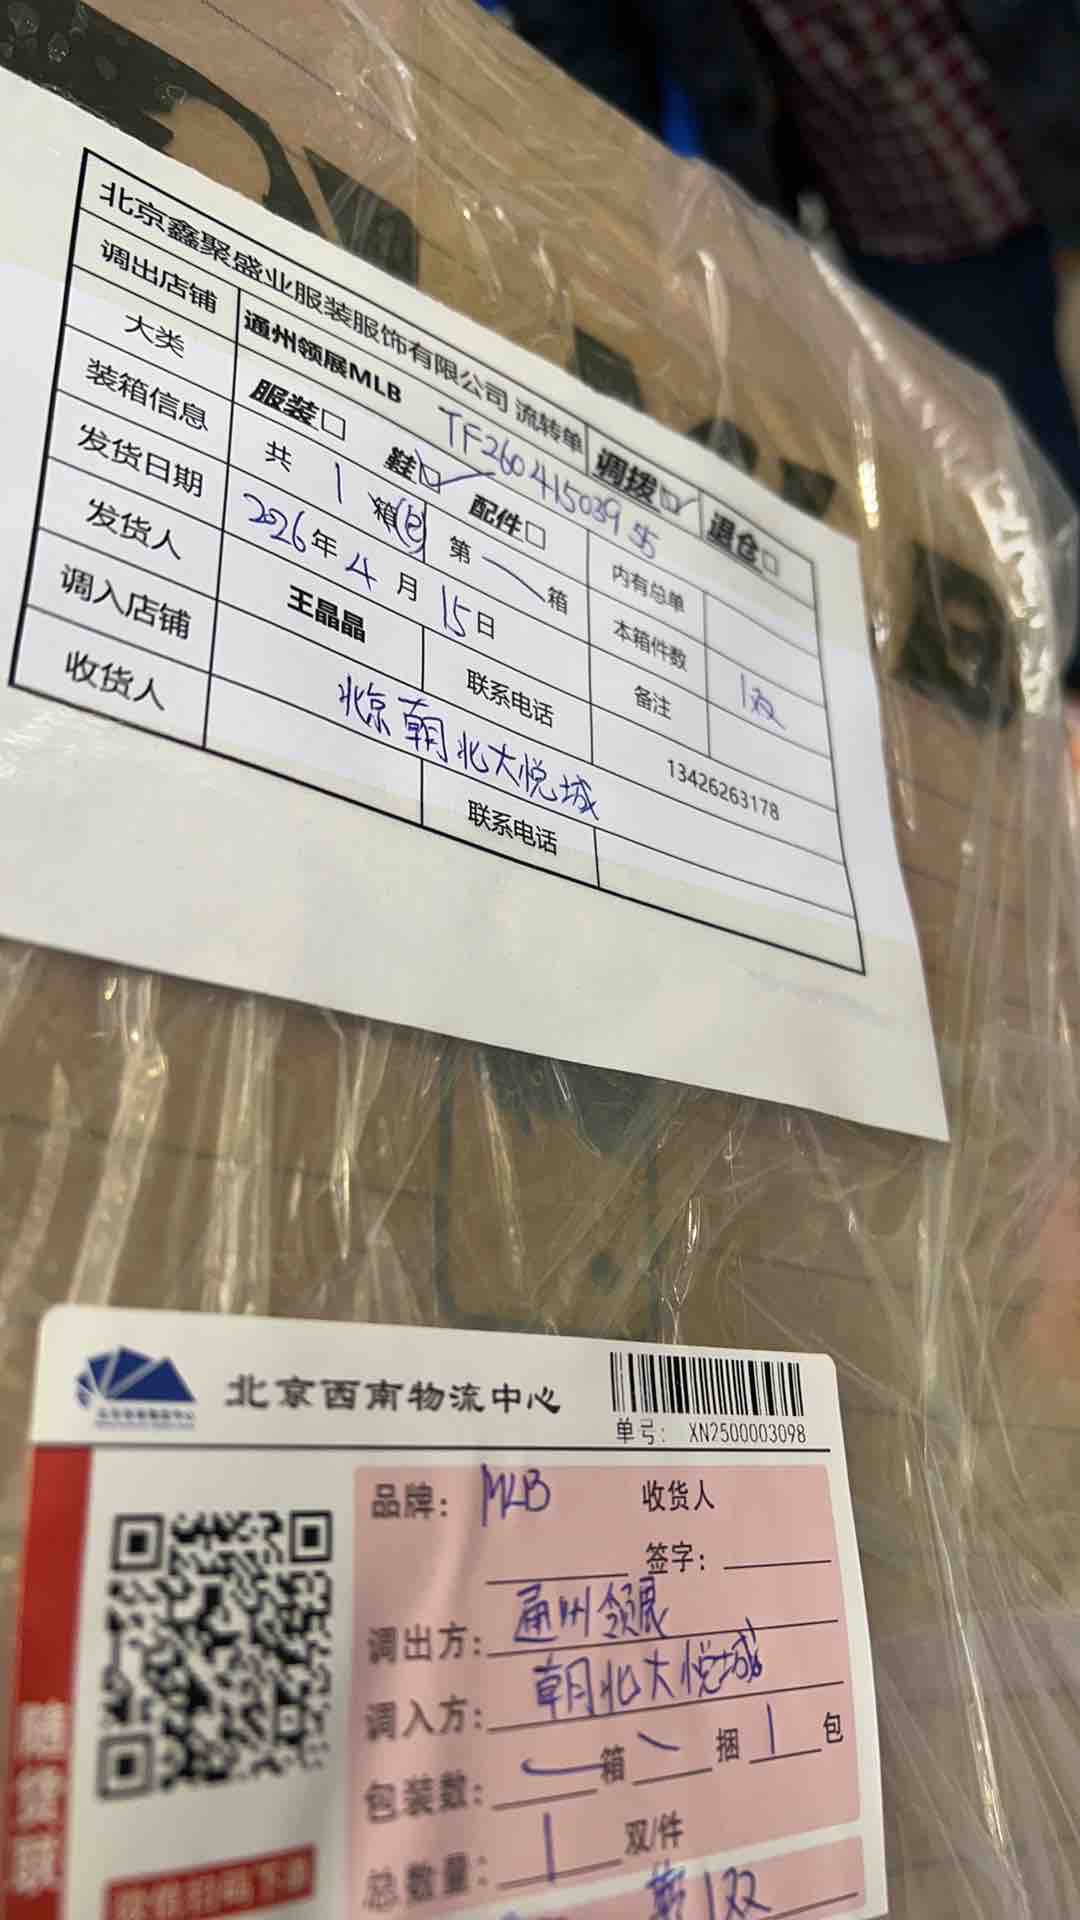 北京鑫聚盛业服装服饰有限公司 流转单 调拨☑ 退仓□
调出店铺 通州领展MLB TF26041503955
大类 服装□ 鞋☑ 配件□ 内有总单
装箱信息 共 1 箱(包) 第 一 箱 本箱件数 1双
发货日期 2026年 4 月 15日 备注
发货人 王晶晶 联系电话 13426263178
调入店铺 北京朝北大悦城
收货人 联系电话
北京西南物流中心
单号: XN2500003098
品牌: MLB 收货人
签字:
调出方: 通州领展
调入方: 朝北大悦城
包装数: 一 箱 一 捆 1 包
总数量: 1 双/件
鞋1双
随货联